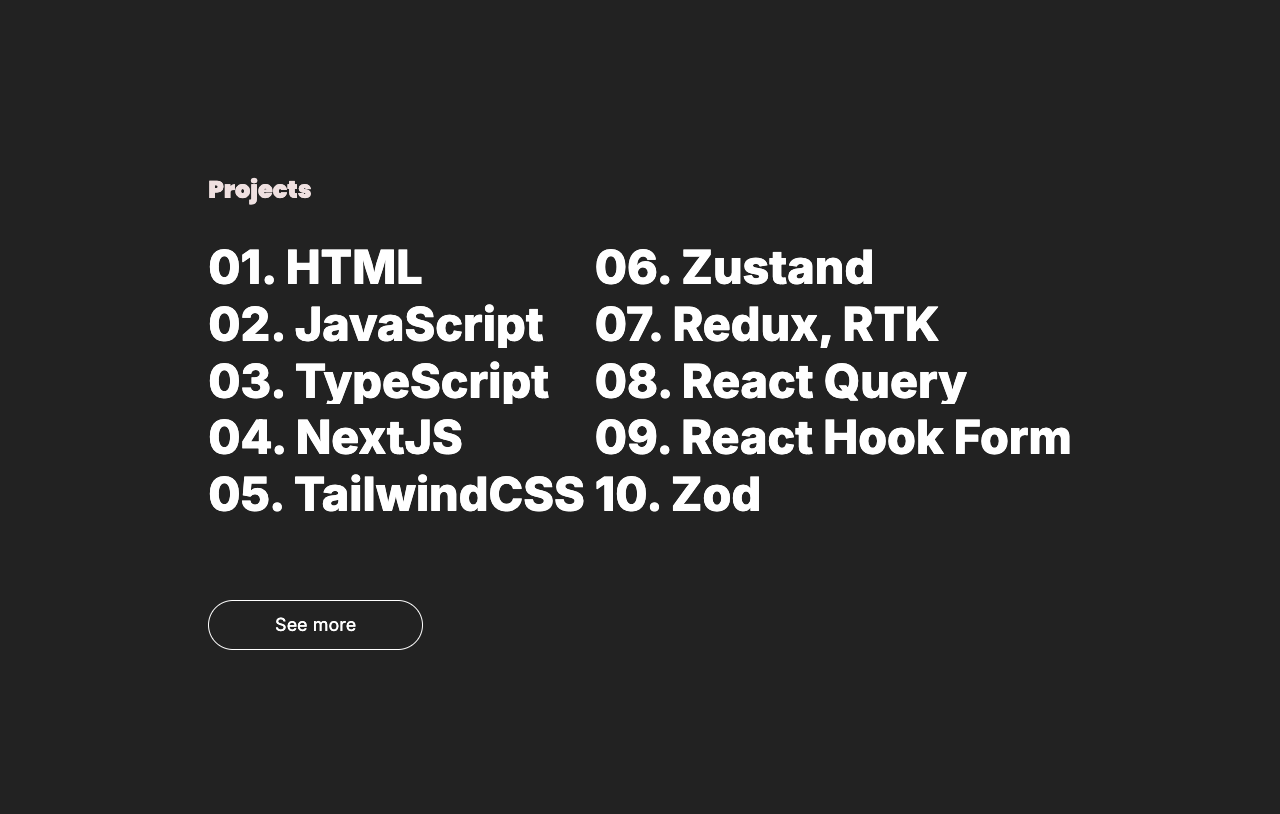 Projects
01. HTML
02. JavaScript
03. TypeScript
04. NextJS
05. TailwindCSS
06. Zustand
07. Redux, RTK
08. React Query
09. React Hook Form
10. Zod
See more